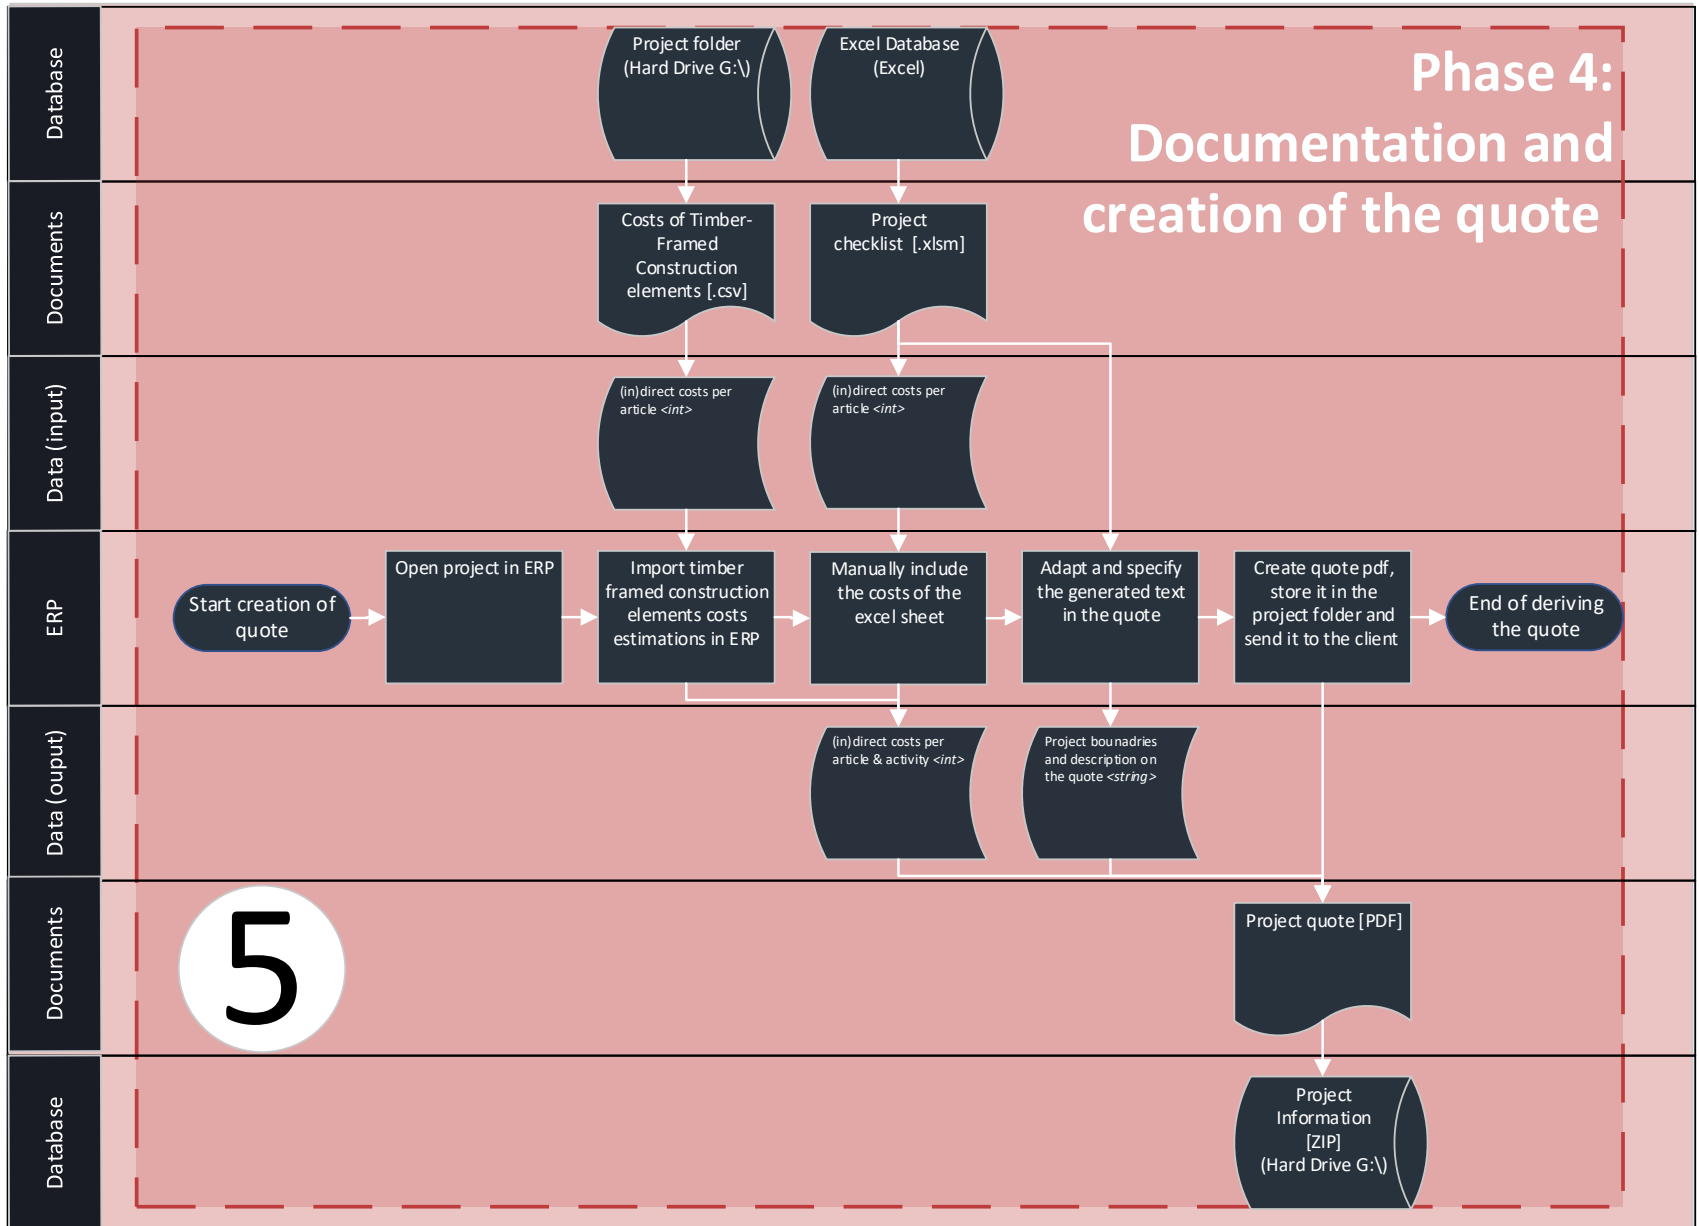 Phase 4:
Documentation and
creation of the quote
Database
Project folder
(Hard Drive G:\)
Excel Database
(Excel)
Documents
Costs of Timber-
Framed
Construction
elements [.csv]
Project
checklist [.xlsm]
Data (input)
(in)direct costs per
article <int>
(in)direct costs per
article <int>
ERP
Start creation of
quote
Open project in ERP
Import timber
framed construction
elements costs
estimations in ERP
Manually include
the costs of the
excel sheet
Adapt and specify
the generated text
in the quote
Create quote pdf,
store it in the
project folder and
send it to the client
End of deriving
the quote
Data (ouput)
(in)direct costs per
article & activity <int>
Project bounadries
and description on
the quote <string>
Documents
5
Project quote [PDF]
Database
Project
Information
[ZIP]
(Hard Drive G:\)